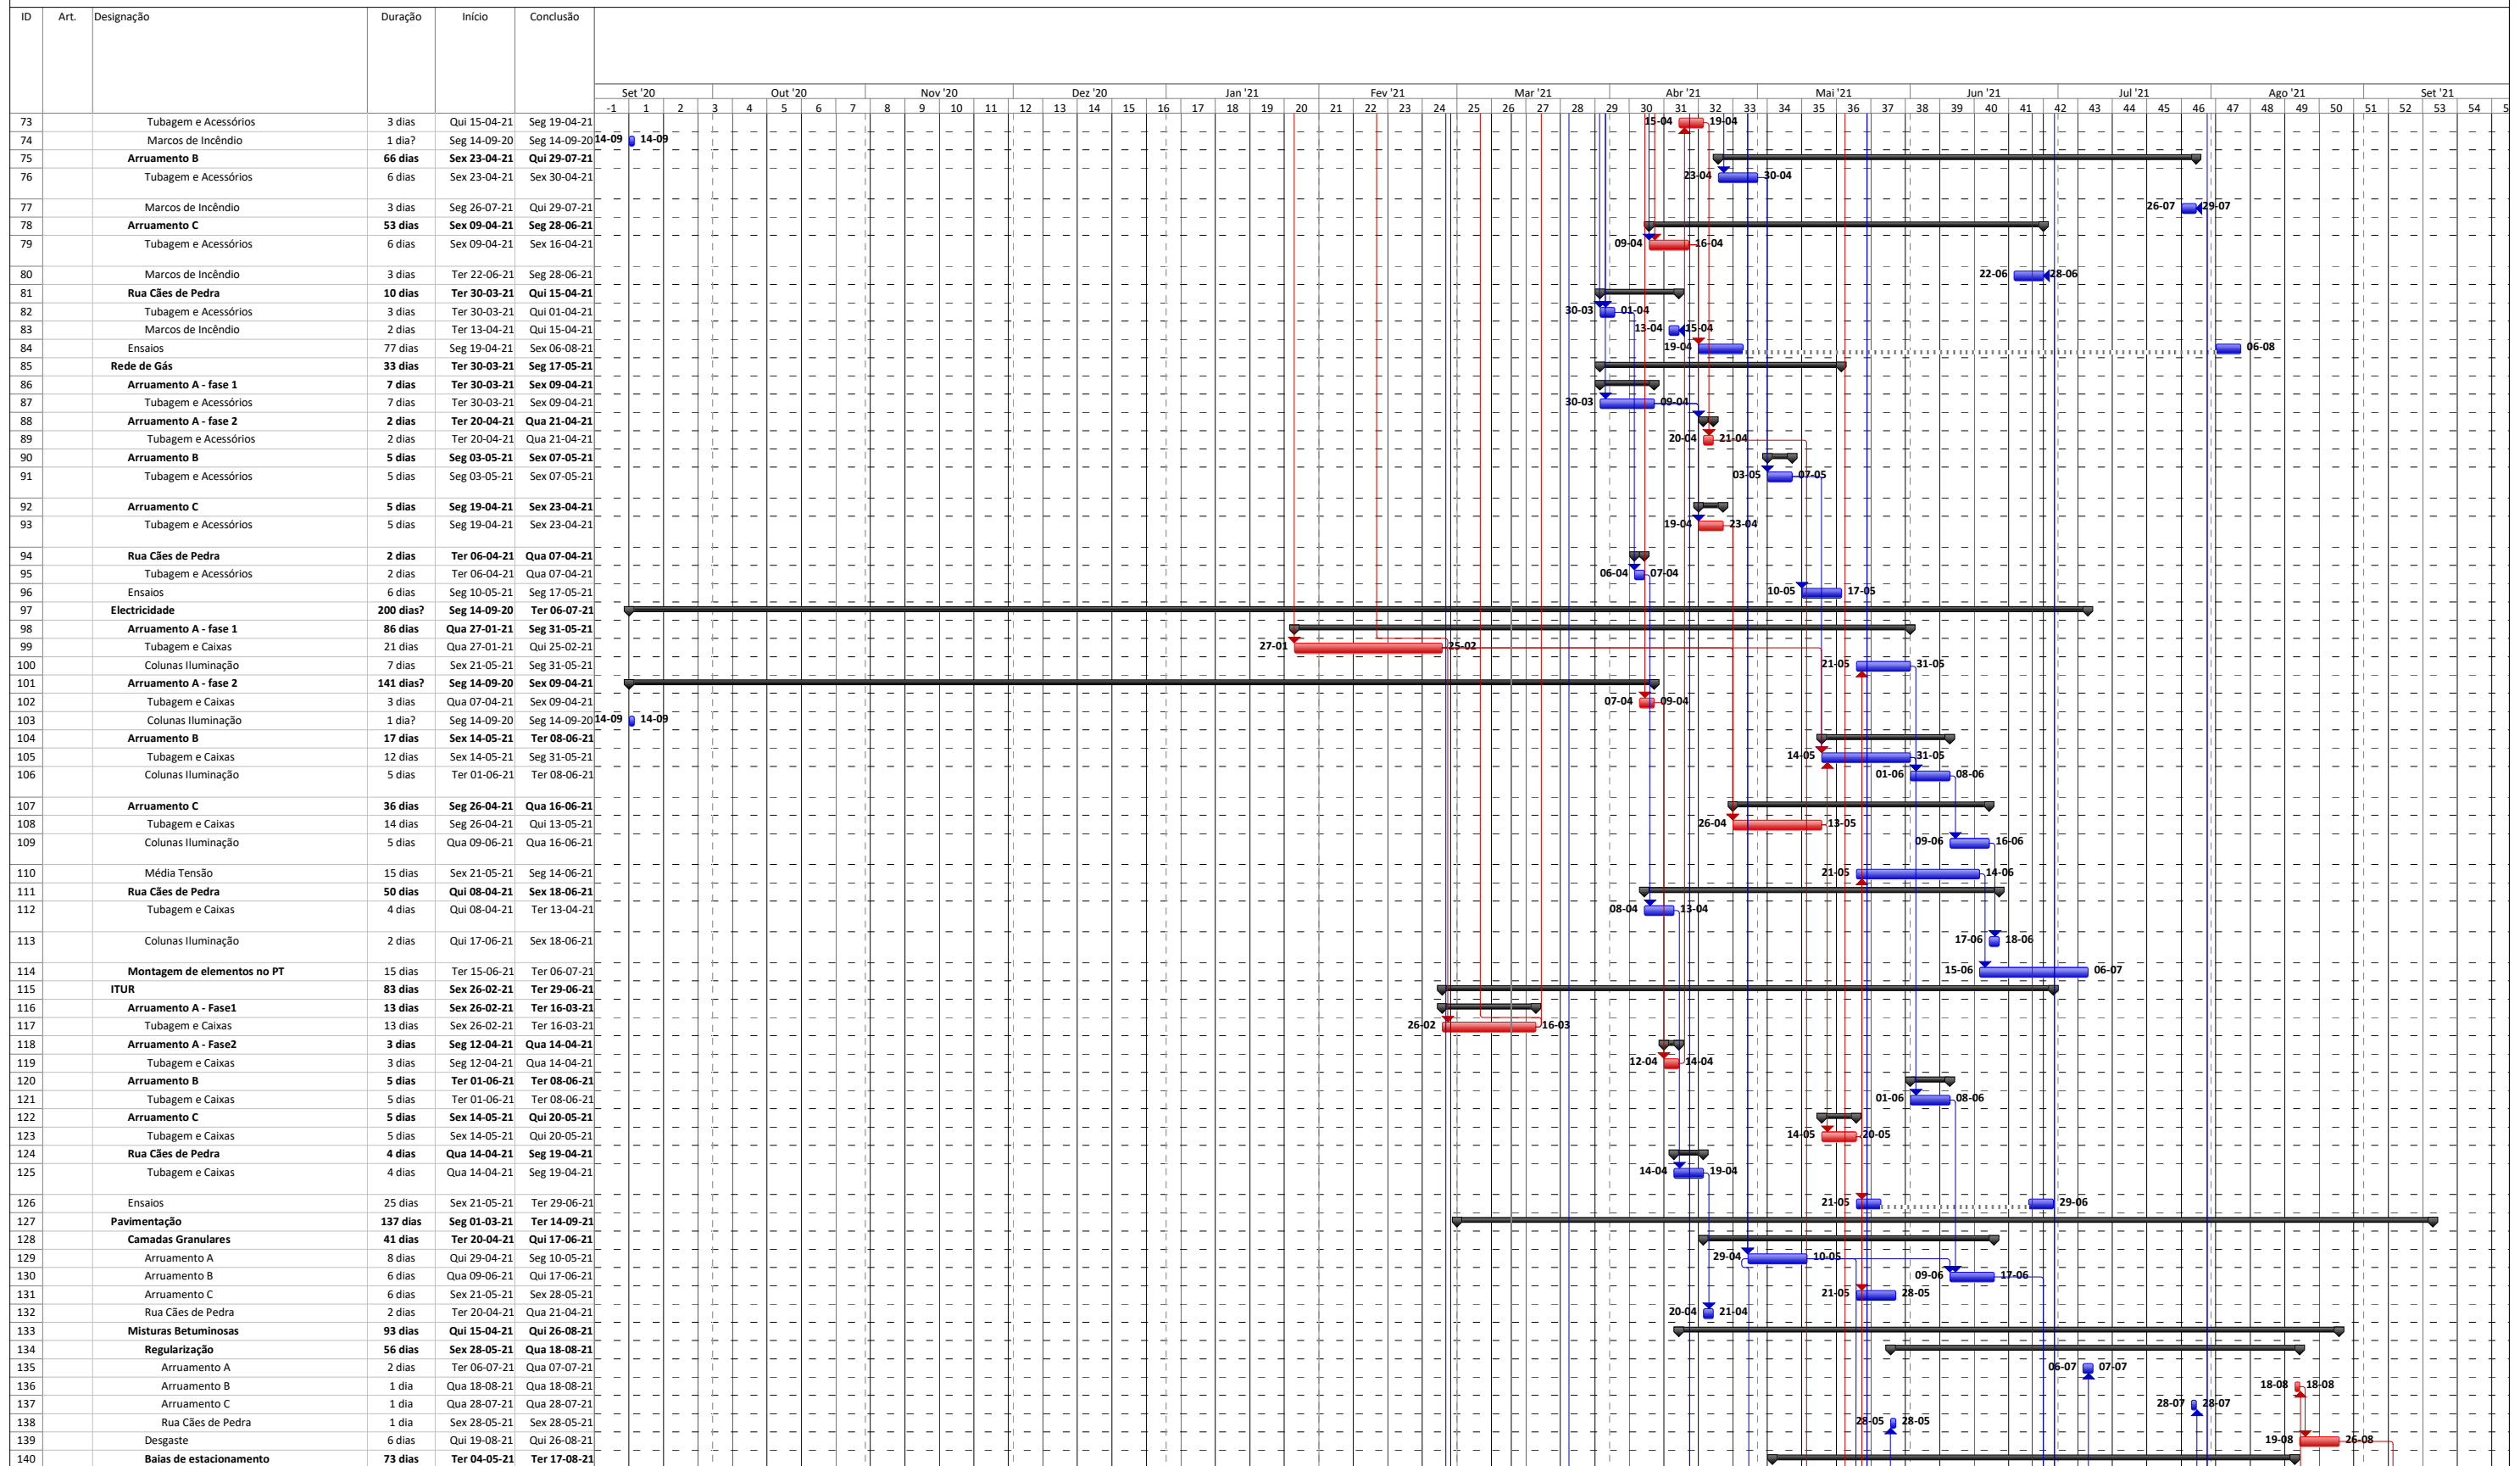 ID Art. Designação Duração Início Conclusão
Set '20 Out '20 Nov '20 Dez '20 Jan '21 Fev '21 Mar '21 Abr '21 Mai '21 Jun '21 Jul '21 Ago '21 Set '21
-1 1 2 3 4 5 6 7 8 9 10 11 12 13 14 15 16 17 18 19 20 21 22 23 24 25 26 27 28 29 30 31 32 33 34 35 36 37 38 39 40 41 42 43 44 45 46 47 48 49 50 51 52 53 54 5
73 Tubagem e Acessórios 3 dias Qui 15-04-21 Seg 19-04-21 15-04 19-04
74 Marcos de Incêndio 1 dia? Seg 14-09-20 Seg 14-09-20 14-09 14-09
75 Arruamento B 66 dias Sex 23-04-21 Qui 29-07-21
76 Tubagem e Acessórios 6 dias Sex 23-04-21 Sex 30-04-21 23-04 30-04
77 Marcos de Incêndio 3 dias Seg 26-07-21 Qui 29-07-21 26-07 29-07
78 Arruamento C 53 dias Sex 09-04-21 Seg 28-06-21
79 Tubagem e Acessórios 6 dias Sex 09-04-21 Sex 16-04-21 09-04 16-04
80 Marcos de Incêndio 3 dias Ter 22-06-21 Seg 28-06-21 22-06 28-06
81 Rua Cães de Pedra 10 dias Ter 30-03-21 Qui 15-04-21
82 Tubagem e Acessórios 3 dias Ter 30-03-21 Qui 01-04-21 30-03 01-04
83 Marcos de Incêndio 2 dias Ter 13-04-21 Qui 15-04-21 13-04 15-04
84 Ensaios 77 dias Seg 19-04-21 Sex 06-08-21 19-04 06-08
85 Rede de Gás 33 dias Ter 30-03-21 Seg 17-05-21
86 Arruamento A - fase 1 7 dias Ter 30-03-21 Sex 09-04-21
87 Tubagem e Acessórios 7 dias Ter 30-03-21 Sex 09-04-21 30-03 09-04
88 Arruamento A - fase 2 2 dias Ter 20-04-21 Qua 21-04-21
89 Tubagem e Acessórios 2 dias Ter 20-04-21 Qua 21-04-21 20-04 21-04
90 Arruamento B 5 dias Seg 03-05-21 Sex 07-05-21
91 Tubagem e Acessórios 5 dias Seg 03-05-21 Sex 07-05-21 03-05 07-05
92 Arruamento C 5 dias Seg 19-04-21 Sex 23-04-21
93 Tubagem e Acessórios 5 dias Seg 19-04-21 Sex 23-04-21 19-04 23-04
94 Rua Cães de Pedra 2 dias Ter 06-04-21 Qua 07-04-21
95 Tubagem e Acessórios 2 dias Ter 06-04-21 Qua 07-04-21 06-04 07-04
96 Ensaios 6 dias Seg 10-05-21 Seg 17-05-21 10-05 17-05
97 Electricidade 200 dias? Seg 14-09-20 Ter 06-07-21
98 Arruamento A - fase 1 86 dias Qua 27-01-21 Seg 31-05-21
99 Tubagem e Caixas 21 dias Qua 27-01-21 Qui 25-02-21 27-01 25-02
100 Colunas Iluminação 7 dias Sex 21-05-21 Seg 31-05-21 21-05 31-05
101 Arruamento A - fase 2 141 dias? Seg 14-09-20 Sex 09-04-21
102 Tubagem e Caixas 3 dias Qua 07-04-21 Sex 09-04-21 07-04 09-04
103 Colunas Iluminação 1 dia? Seg 14-09-20 Seg 14-09-20 14-09 14-09
104 Arruamento B 17 dias Sex 14-05-21 Ter 08-06-21
105 Tubagem e Caixas 12 dias Sex 14-05-21 Seg 31-05-21 14-05 31-05
106 Colunas Iluminação 5 dias Ter 01-06-21 Ter 08-06-21 01-06 08-06
107 Arruamento C 36 dias Seg 26-04-21 Qua 16-06-21
108 Tubagem e Caixas 14 dias Seg 26-04-21 Qui 13-05-21 26-04 13-05
109 Colunas Iluminação 5 dias Qua 09-06-21 Qua 16-06-21 09-06 16-06
110 Média Tensão 15 dias Sex 21-05-21 Seg 14-06-21 21-05 14-06
111 Rua Cães de Pedra 50 dias Qui 08-04-21 Sex 18-06-21
112 Tubagem e Caixas 4 dias Qui 08-04-21 Ter 13-04-21 08-04 13-04
113 Colunas Iluminação 2 dias Qui 17-06-21 Sex 18-06-21 17-06 18-06
114 Montagem de elementos no PT 15 dias Ter 15-06-21 Ter 06-07-21 15-06 06-07
115 ITUR 83 dias Sex 26-02-21 Ter 29-06-21
116 Arruamento A - Fase1 13 dias Sex 26-02-21 Ter 16-03-21
117 Tubagem e Caixas 13 dias Sex 26-02-21 Ter 16-03-21 26-02 16-03
118 Arruamento A - Fase2 3 dias Seg 12-04-21 Qua 14-04-21
119 Tubagem e Caixas 3 dias Seg 12-04-21 Qua 14-04-21 12-04 14-04
120 Arruamento B 5 dias Ter 01-06-21 Ter 08-06-21
121 Tubagem e Caixas 5 dias Ter 01-06-21 Ter 08-06-21 01-06 08-06
122 Arruamento C 5 dias Sex 14-05-21 Qui 20-05-21
123 Tubagem e Caixas 5 dias Sex 14-05-21 Qui 20-05-21 14-05 20-05
124 Rua Cães de Pedra 4 dias Qua 14-04-21 Seg 19-04-21
125 Tubagem e Caixas 4 dias Qua 14-04-21 Seg 19-04-21 14-04 19-04
126 Ensaios 25 dias Sex 21-05-21 Ter 29-06-21 21-05 29-06
127 Pavimentação 137 dias Seg 01-03-21 Ter 14-09-21
128 Camadas Granulares 41 dias Ter 20-04-21 Qui 17-06-21
129 Arruamento A 8 dias Qui 29-04-21 Seg 10-05-21 29-04 10-05
130 Arruamento B 6 dias Qua 09-06-21 Qui 17-06-21 09-06 17-06
131 Arruamento C 6 dias Sex 21-05-21 Sex 28-05-21 21-05 28-05
132 Rua Cães de Pedra 2 dias Ter 20-04-21 Qua 21-04-21 20-04 21-04
133 Misturas Betuminosas 93 dias Qui 15-04-21 Qui 26-08-21
134 Regularização 56 dias Sex 28-05-21 Qua 18-08-21
135 Arruamento A 2 dias Ter 06-07-21 Qua 07-07-21 06-07 07-07
136 Arruamento B 1 dia Qua 18-08-21 Qua 18-08-21 18-08 18-08
137 Arruamento C 1 dia Qua 28-07-21 Qua 28-07-21 28-07 28-07
138 Rua Cães de Pedra 1 dia Sex 28-05-21 Sex 28-05-21 28-05 28-05
139 Desgaste 6 dias Qui 19-08-21 Qui 26-08-21 19-08 26-08
140 Baias de estacionamento 73 dias Ter 04-05-21 Ter 17-08-21